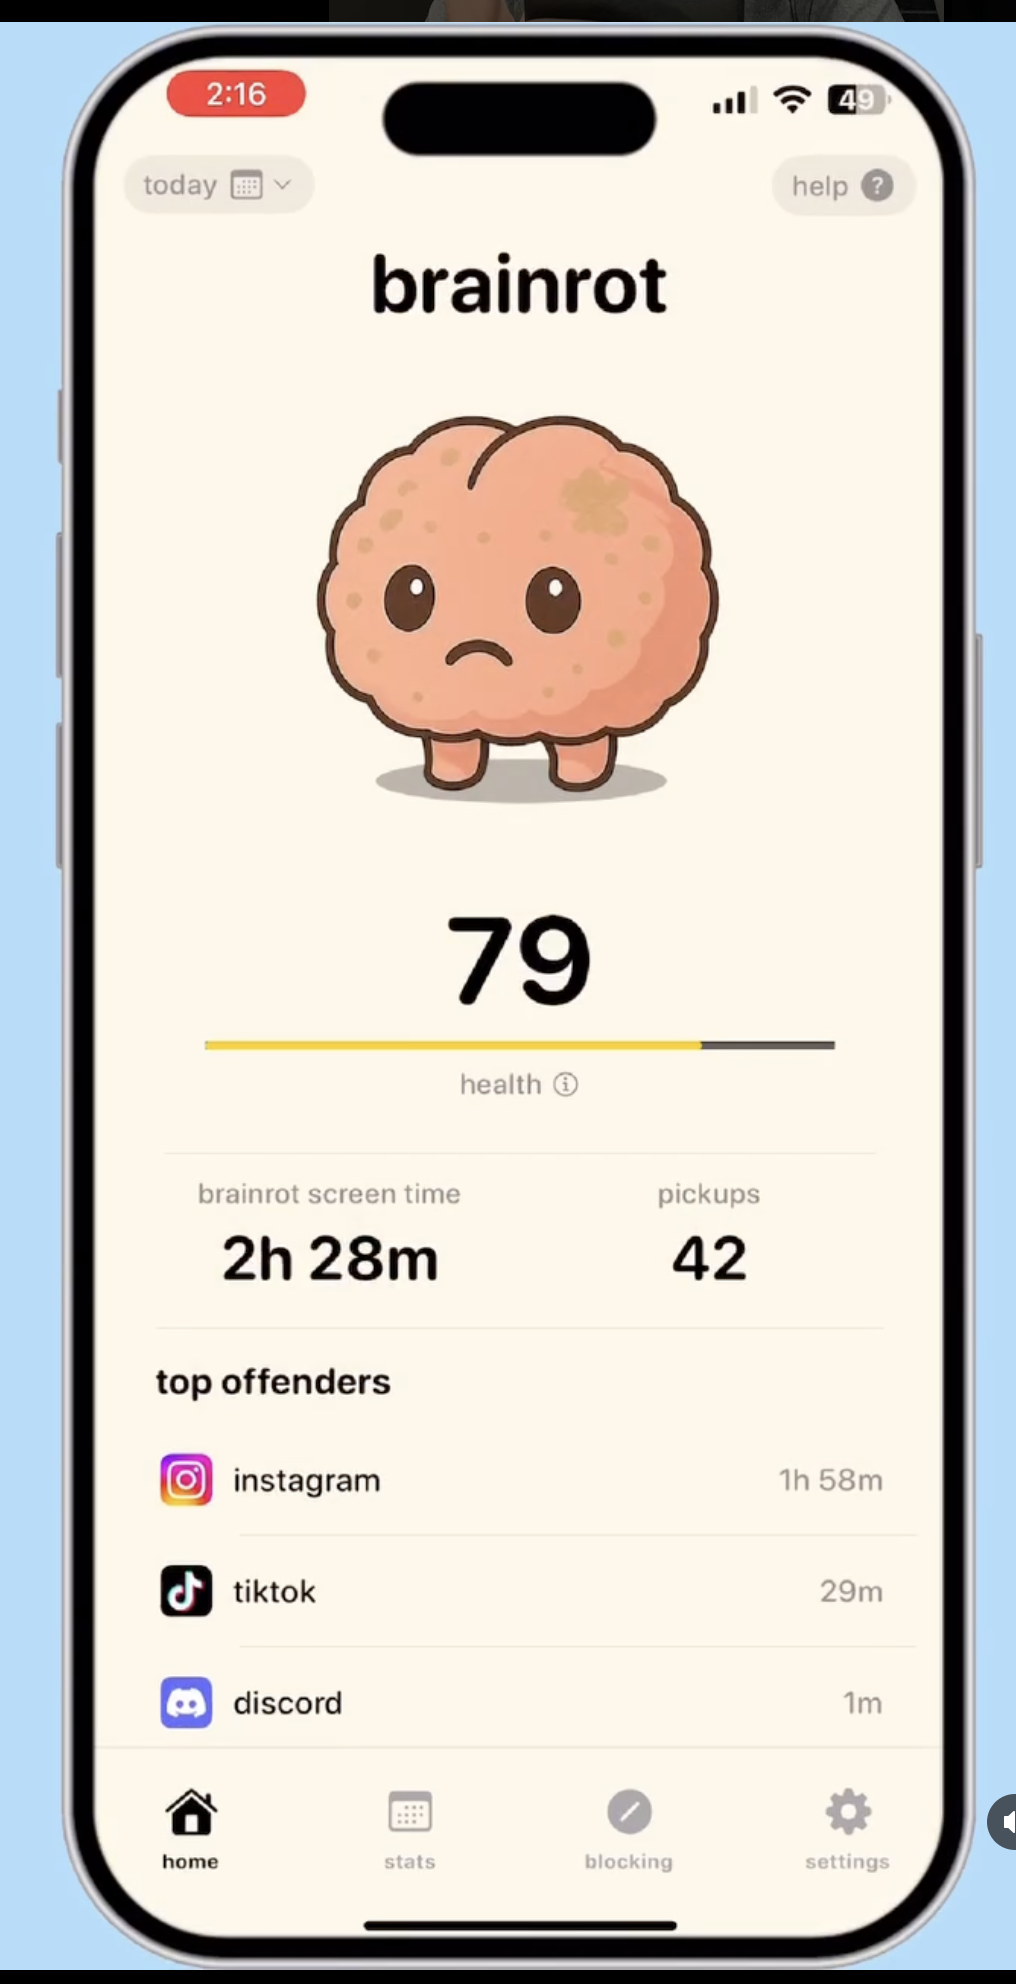 2:16
49
today
help ?
brainrot
79
health
brainrot screen time
pickups
2h 28m
42
top offenders
instagram
1h 58m
tiktok
29m
discord
1m
home
stats
blocking
settings